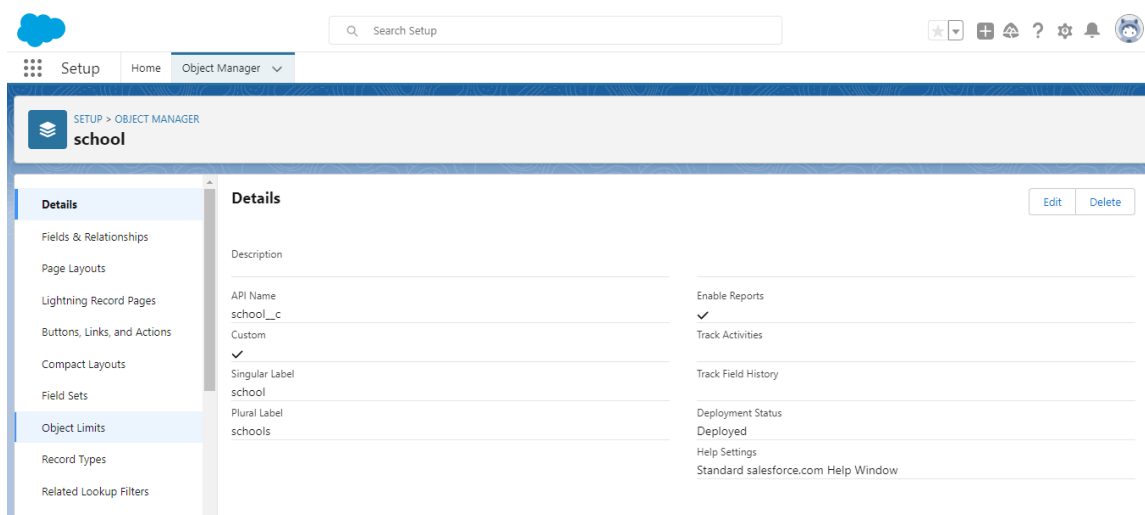 Search Setup
Setup
Home
Object Manager
SETUP > OBJECT MANAGER
school
Details
Fields & Relationships
Page Layouts
Lightning Record Pages
Buttons, Links, and Actions
Compact Layouts
Field Sets
Object Limits
Record Types
Related Lookup Filters
Details
Edit
Delete
Description
API Name
school__c
Custom
Singular Label
school
Plural Label
schools
Enable Reports
Track Activities
Track Field History
Deployment Status
Deployed
Help Settings
Standard salesforce.com Help Window